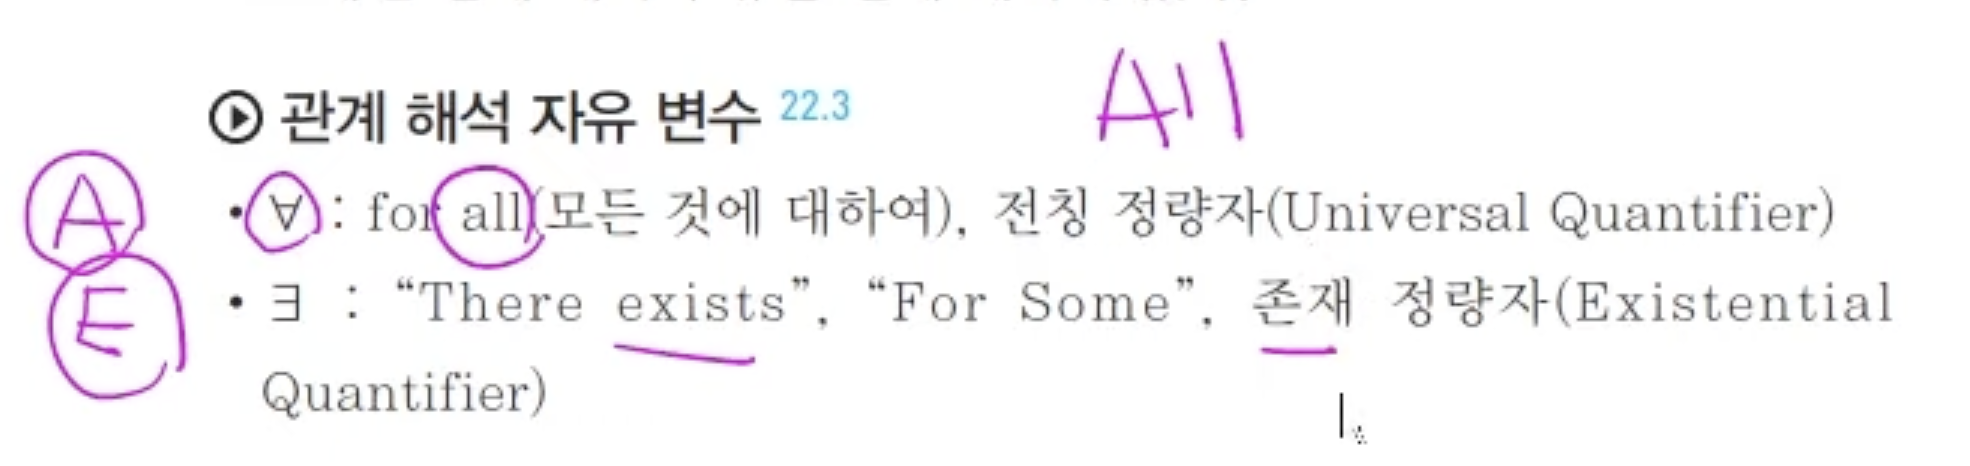 관계 해석 자유 변수 22.3
All
A
• ∀ : for all(모든 것에 대하여), 전칭 정량자(Universal Quantifier)
E
• ∃ : “There exists”, “For Some”, 존재 정량자(Existential
Quantifier)